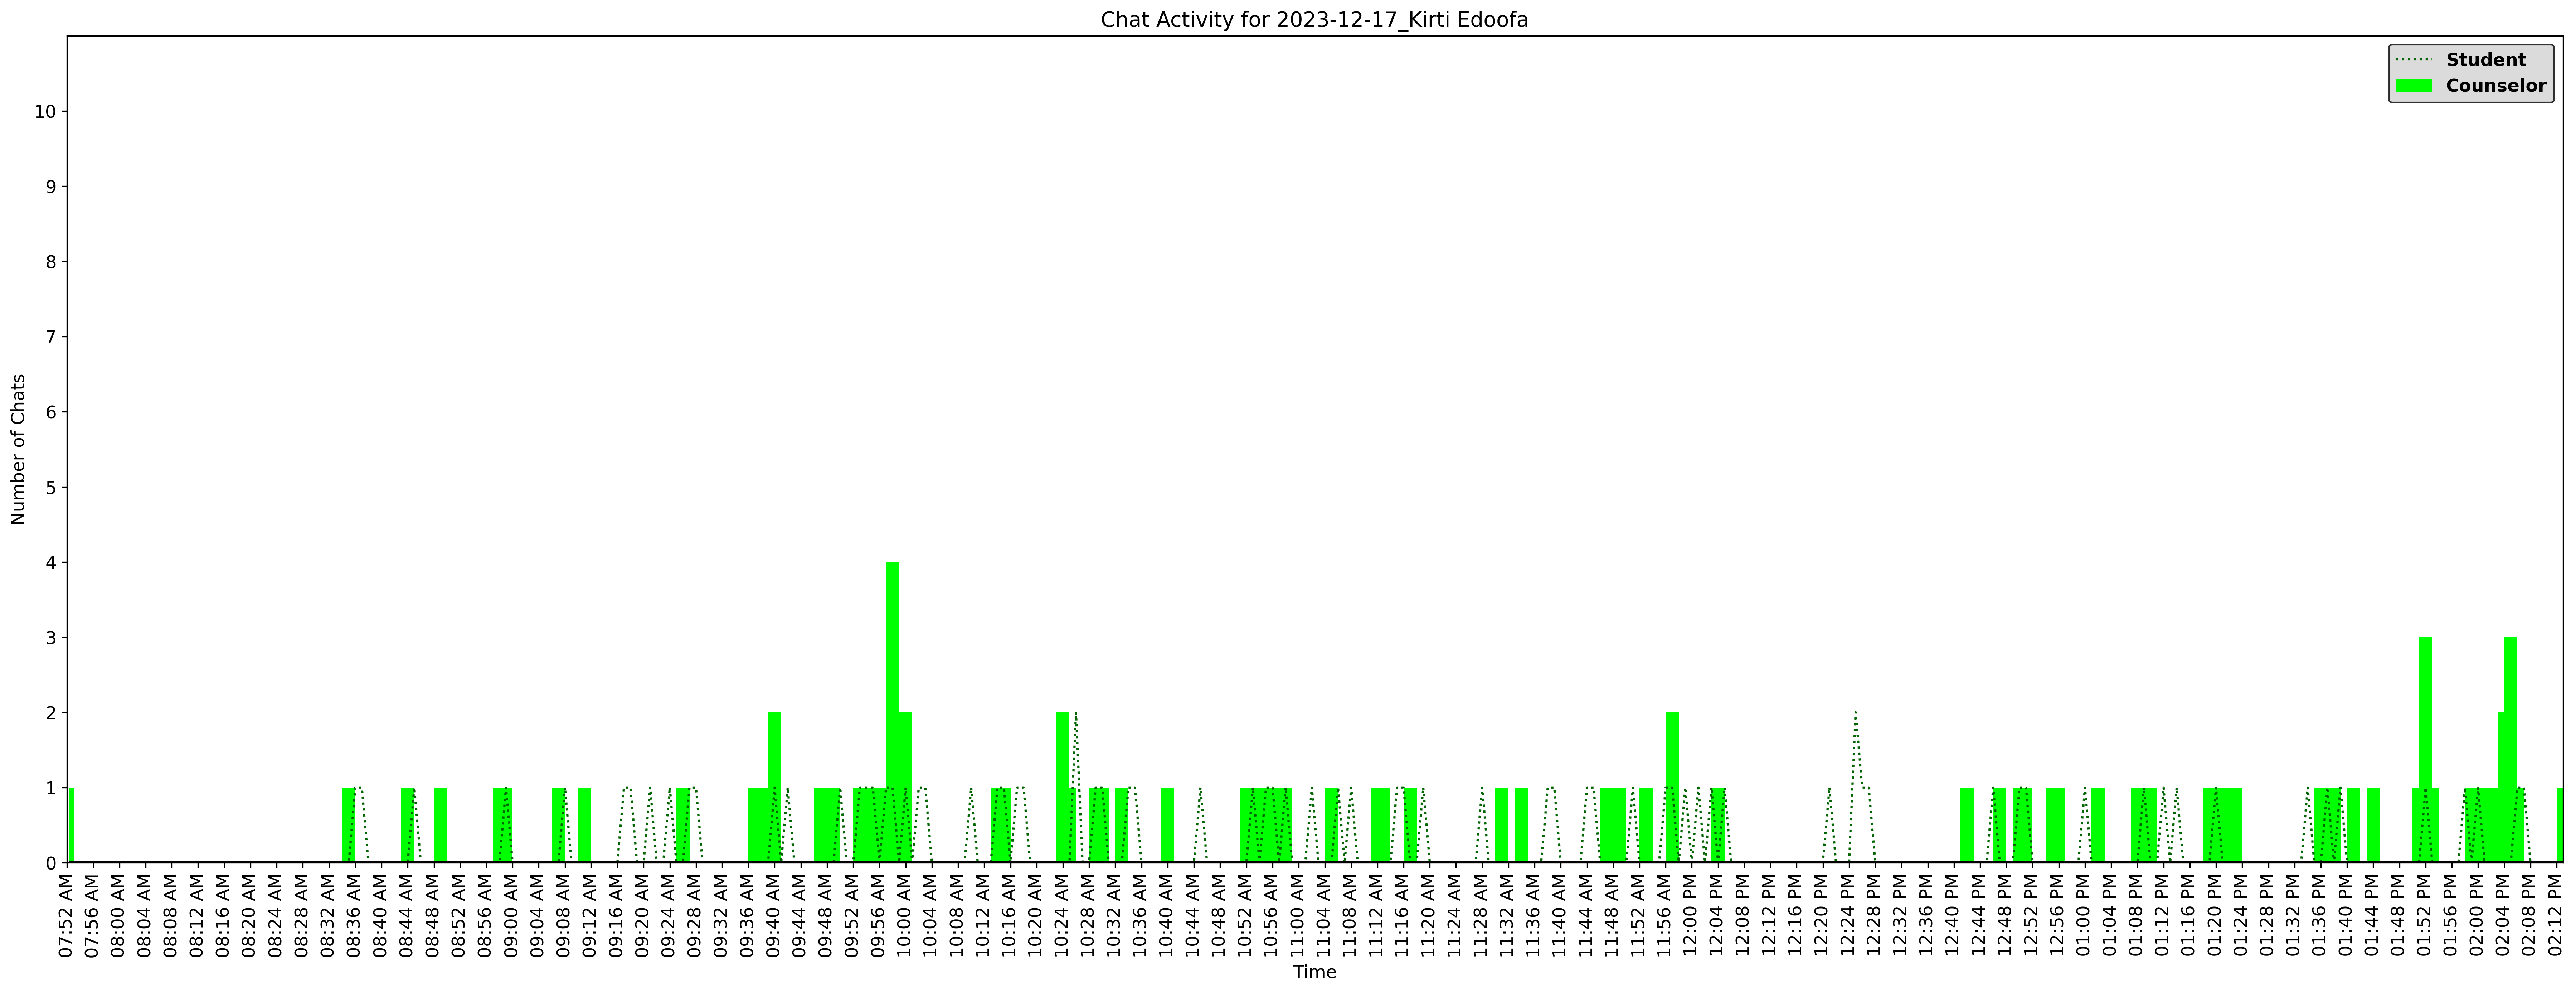 Chat Activity for 2023-12-17_Kirti Edoofa
Student
Counselor
Number of Chats
10
9
8
7
6
5
4
3
2
1
0
07:52 AM
07:56 AM
08:00 AM
08:04 AM
08:08 AM
08:12 AM
08:16 AM
08:20 AM
08:24 AM
08:28 AM
08:32 AM
08:36 AM
08:40 AM
08:44 AM
08:48 AM
08:52 AM
08:56 AM
09:00 AM
09:04 AM
09:08 AM
09:12 AM
09:16 AM
09:20 AM
09:24 AM
09:28 AM
09:32 AM
09:36 AM
09:40 AM
09:44 AM
09:48 AM
09:52 AM
09:56 AM
10:00 AM
10:04 AM
10:08 AM
10:12 AM
10:16 AM
10:20 AM
10:24 AM
10:28 AM
10:32 AM
10:36 AM
10:40 AM
10:44 AM
10:48 AM
10:52 AM
10:56 AM
11:00 AM
11:04 AM
11:08 AM
11:12 AM
11:16 AM
11:20 AM
11:24 AM
11:28 AM
11:32 AM
11:36 AM
11:40 AM
11:44 AM
11:48 AM
11:52 AM
11:56 AM
12:00 PM
12:04 PM
12:08 PM
12:12 PM
12:16 PM
12:20 PM
12:24 PM
12:28 PM
12:32 PM
12:36 PM
12:40 PM
12:44 PM
12:48 PM
12:52 PM
12:56 PM
01:00 PM
01:04 PM
01:08 PM
01:12 PM
01:16 PM
01:20 PM
01:24 PM
01:28 PM
01:32 PM
01:36 PM
01:40 PM
01:44 PM
01:48 PM
01:52 PM
01:56 PM
02:00 PM
02:04 PM
02:08 PM
02:12 PM
Time